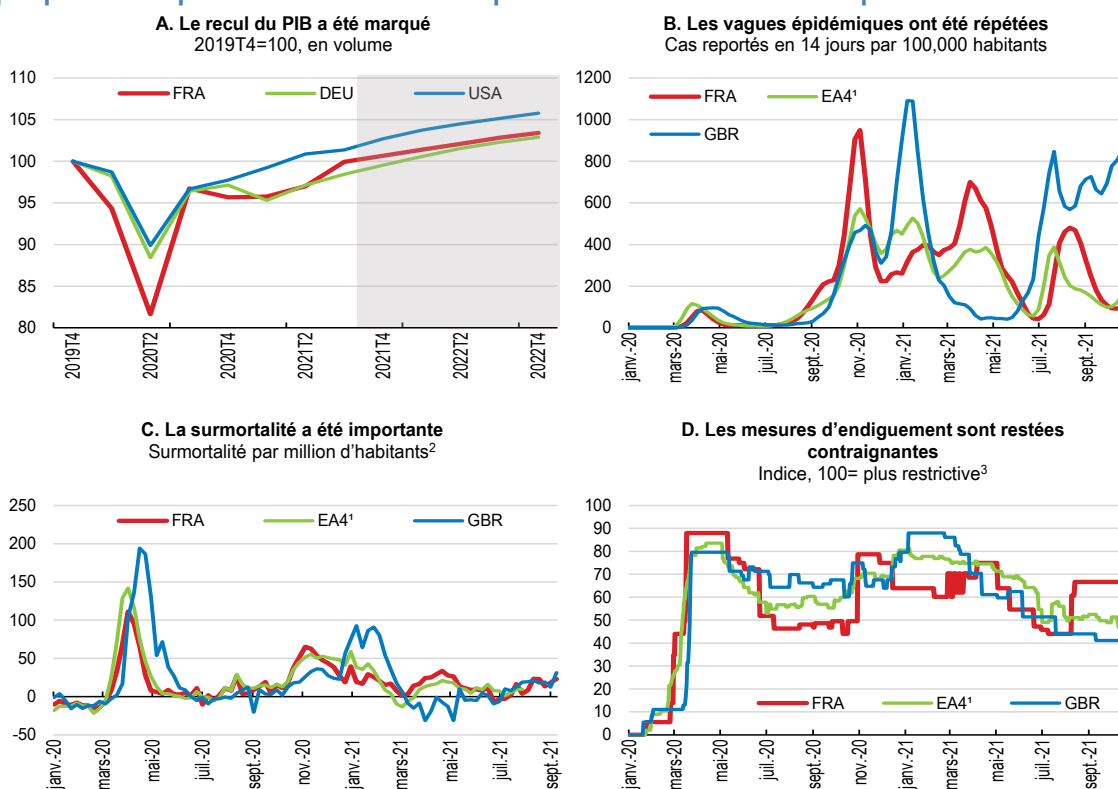 A. Le recul du PIB a été marqué
2019T4=100, en volume
110
105
100
95
90
85
80
FRA
DEU
USA
2019T4
2020T2
2020T4
2021T2
2021T4
2022T2
2022T4
B. Les vagues épidémiques ont été répétées
Cas reportés en 14 jours par 100,000 habitants
1200
1000
800
600
400
200
0
FRA
EA4¹
GBR
janv.-20
mars-20
mai-20
juil.-20
sept.-20
nov.-20
janv.-21
mars-21
mai-21
juil.-21
sept.-21
C. La surmortalité a été importante
Surmortalité par million d'habitants²
250
200
150
100
50
0
-50
FRA
EA4¹
GBR
janv.-20
mars-20
mai-20
juil.-20
sept.-20
nov.-20
janv.-21
mars-21
mai-21
juil.-21
sept.-21
D. Les mesures d'endiguement sont restées
contraignantes
Indice, 100= plus restrictive³
100
90
80
70
60
50
40
30
20
10
0
FRA
EA4¹
GBR
janv.-20
mars-20
mai-20
juil.-20
sept.-20
nov.-20
janv.-21
mars-21
mai-21
juil.-21
sept.-21